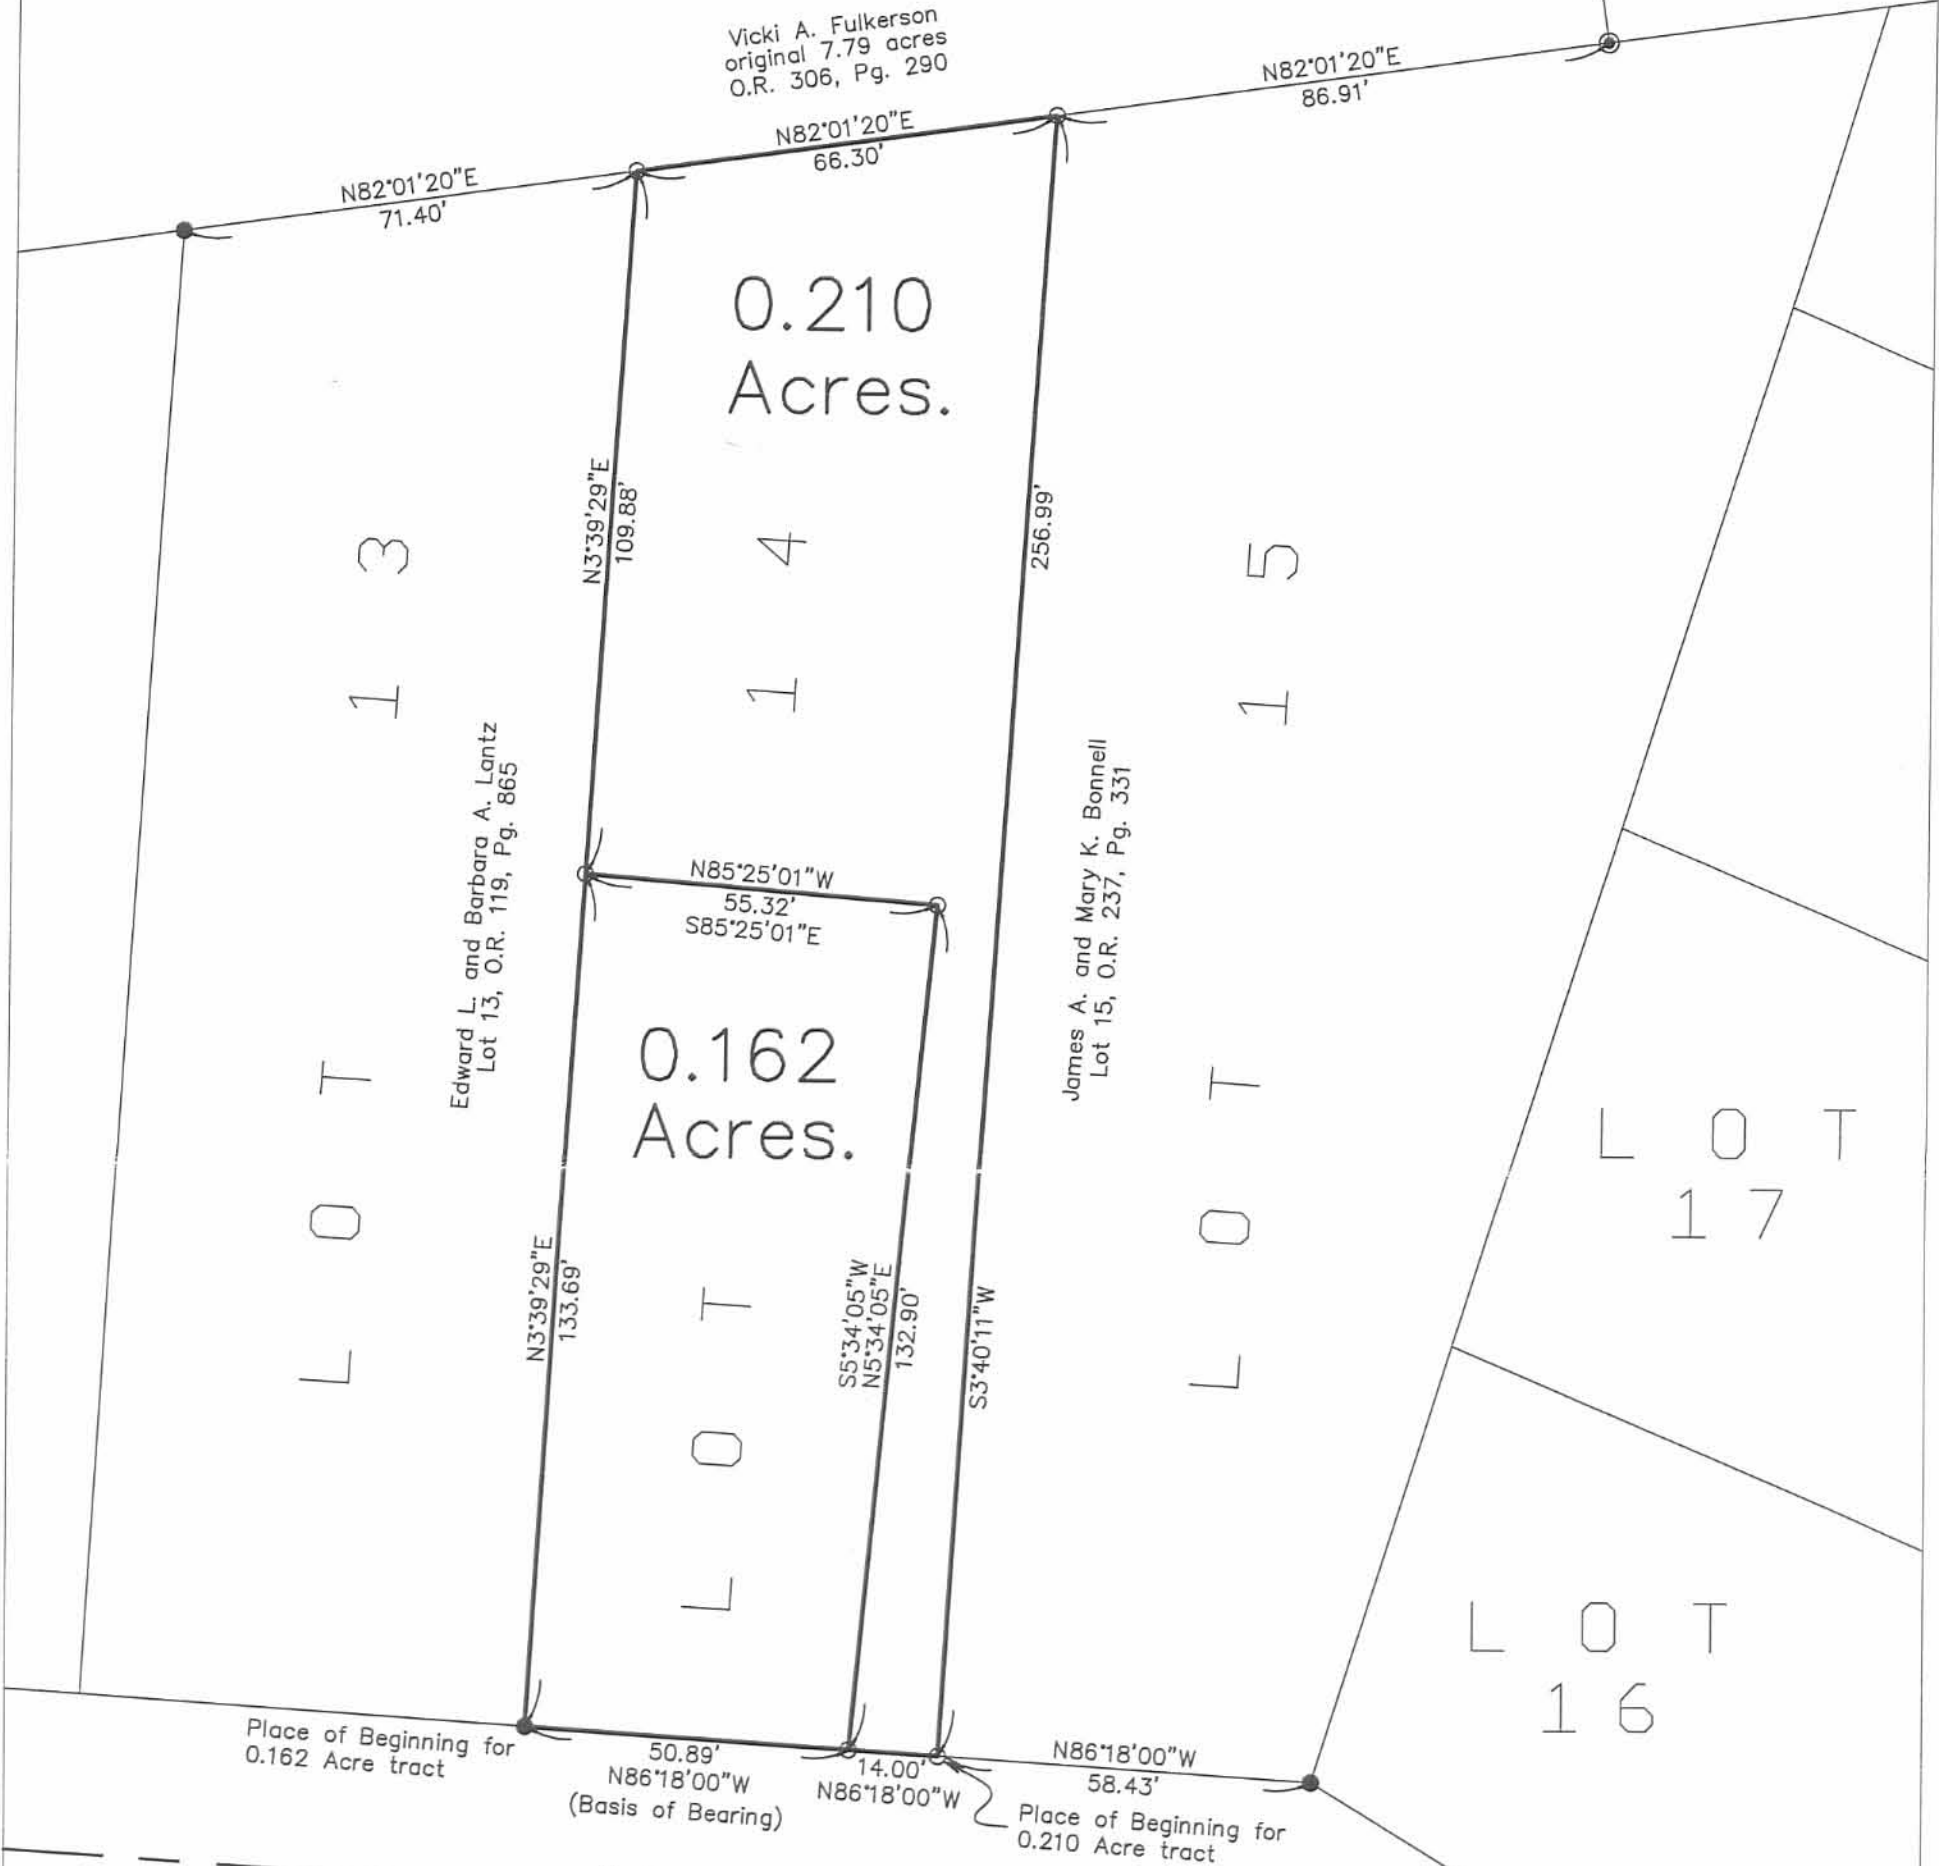 Vicki A. Fulkerson
original 7.79 acres
O.R. 306, Pg. 290
N82°01'20"E
86.91'
N82°01'20"E
66.30'
N82°01'20"E
71.40'
0.210
Acres.
N3°39'29"E
109.88'
256.99'
LOT 13
LOT 14
LOT 15
Edward L. and Barbara A. Lantz
Lot 13, O.R. 119, Pg. 865
James A. and Mary K. Bonnell
Lot 15, O.R. 237, Pg. 331
N85°25'01"W
55.32'
S85°25'01"E
0.162
Acres.
LOT
17
N3°39'29"E
133.69'
S5°34'05"W
N5°34'05"E
132.90'
S3°40'11"W
LOT
16
Place of Beginning for
0.162 Acre tract
50.89'
N86°18'00"W
(Basis of Bearing)
14.00'
N86°18'00"W
N86°18'00"W
58.43'
Place of Beginning for
0.210 Acre tract